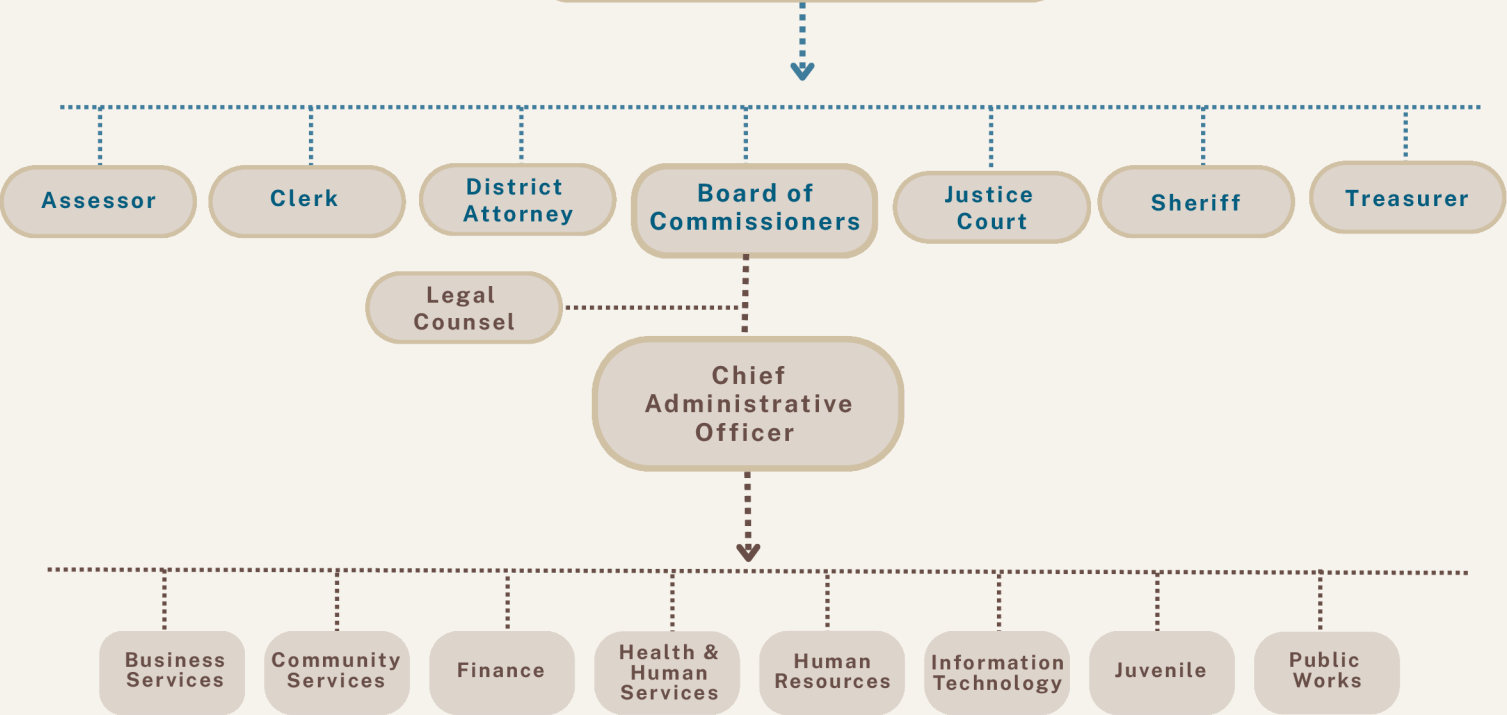 Assessor
Clerk
District
Attorney
Board of
Commissioners
Justice
Court
Sheriff
Treasurer
Legal
Counsel
Chief
Administrative
Officer
Business
Services
Community
Services
Finance
Health &
Human
Services
Human
Resources
Information
Technology
Juvenile
Public
Works